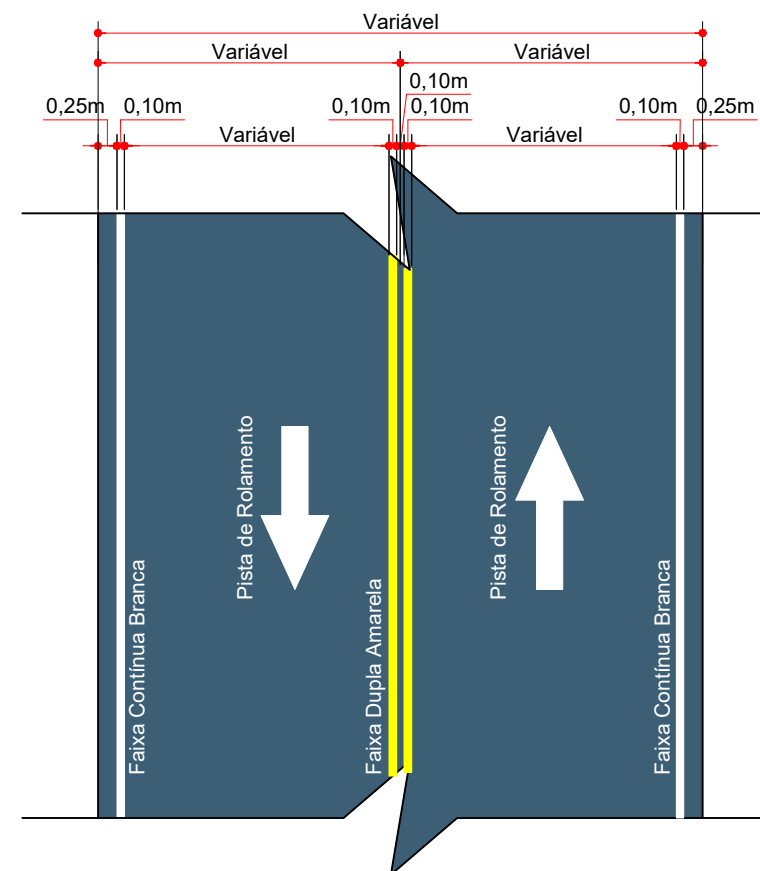 Variável
Variável
Variável
0,10m
0,25m
0,10m
0,10m
0,10m
0,10m
0,25m
Variável
Variável
Pista de Rolamento
Pista de Rolamento
Faixa Contínua Branca
Faixa Dupla Amarela
Faixa Contínua Branca